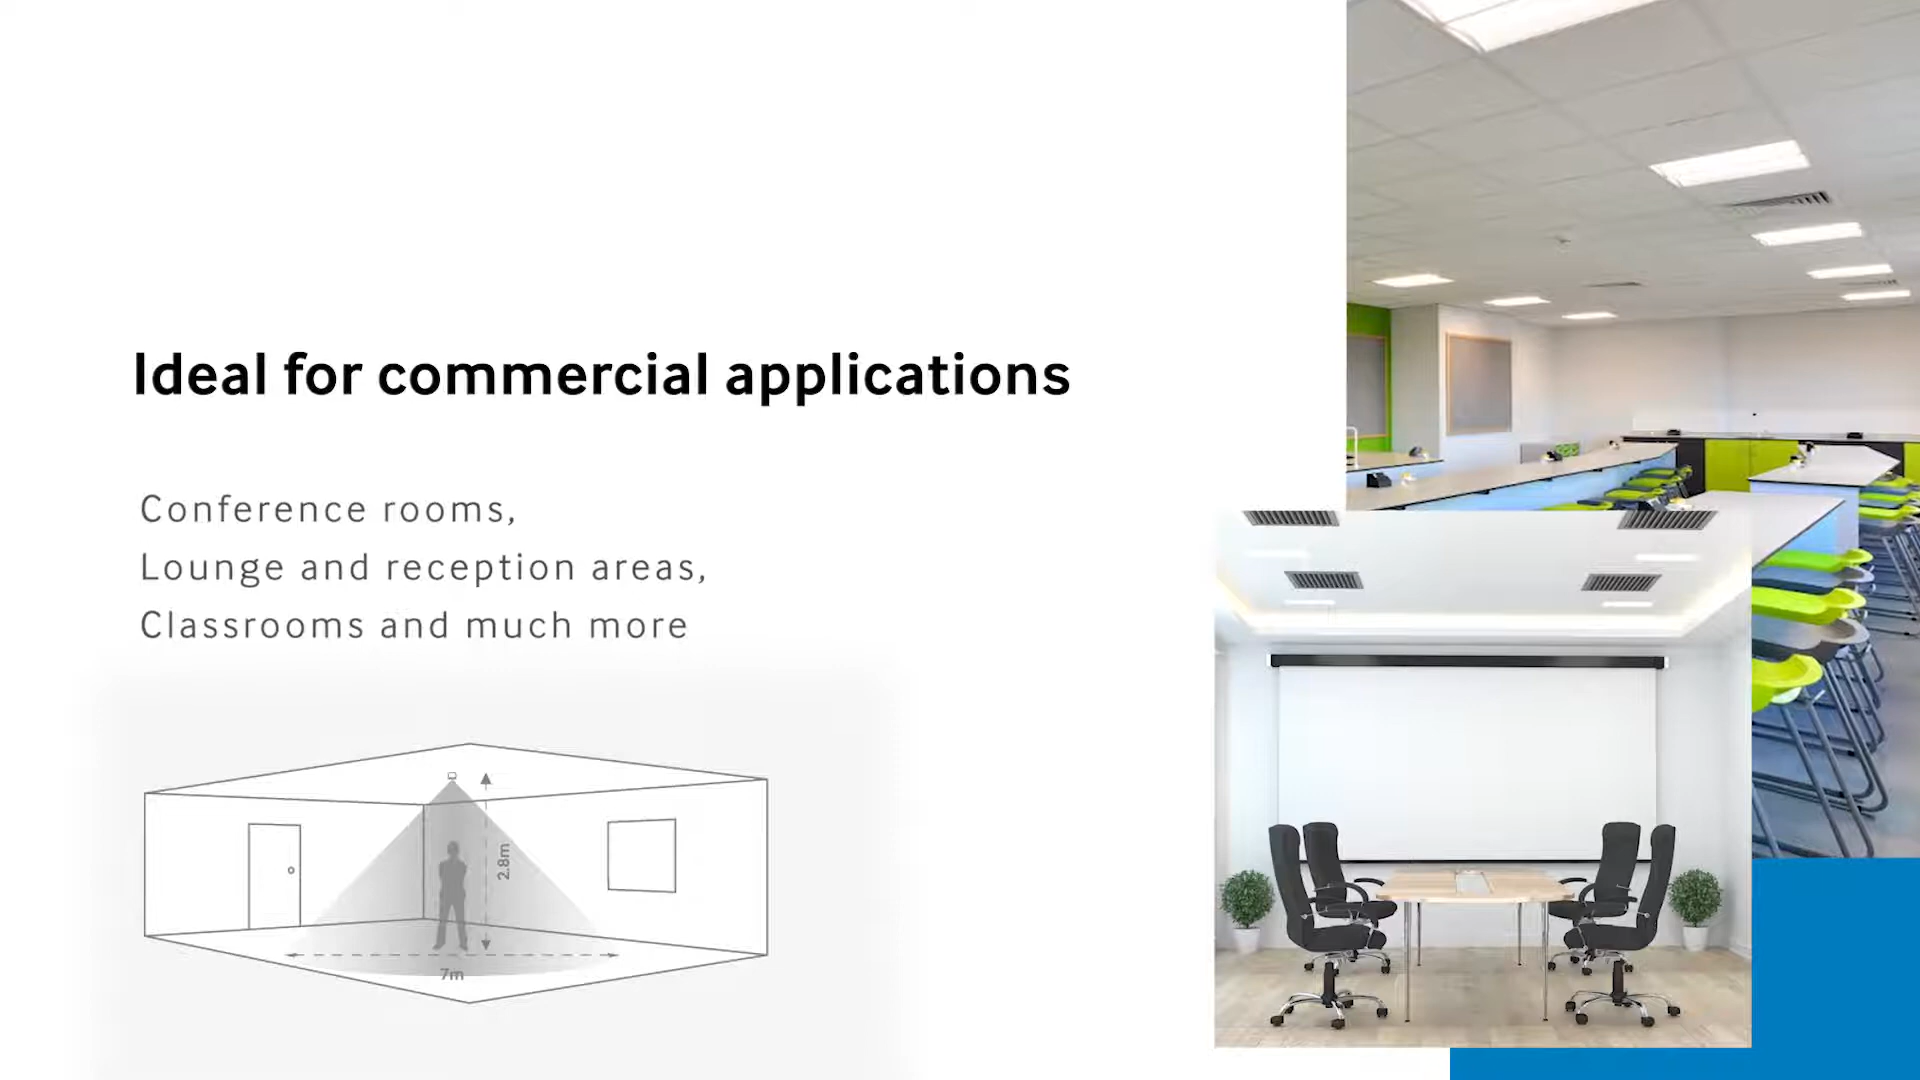 Ideal for commercial applications
Conference rooms,
Lounge and reception areas,
Classrooms and much more
2.8m
7m